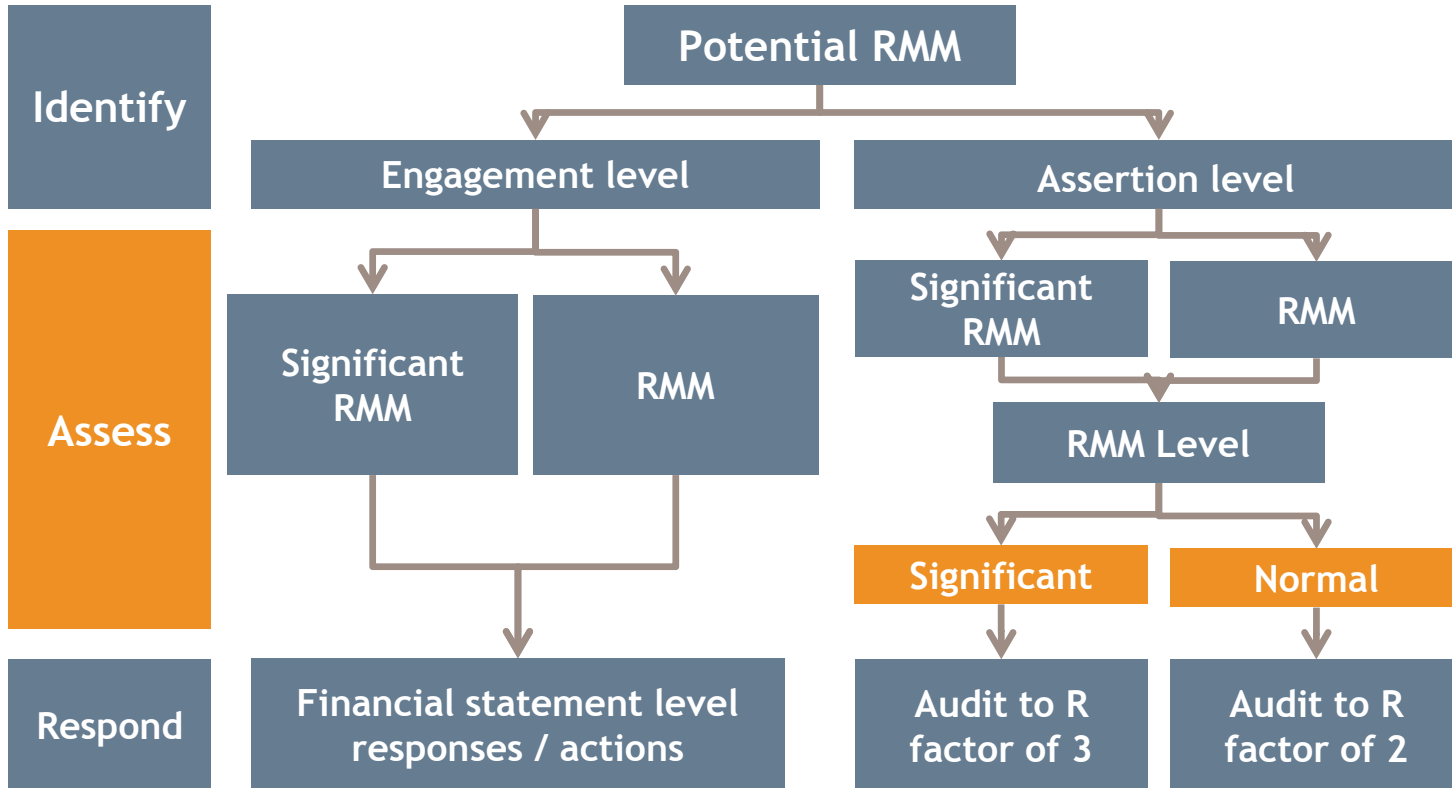 Identify
Potential RMM
Engagement level
Assertion level
Assess
Significant
RMM
RMM
Significant
RMM
RMM
RMM Level
Significant
Normal
Respond
Financial statement level
responses / actions
Audit to R
factor of 3
Audit to R
factor of 2